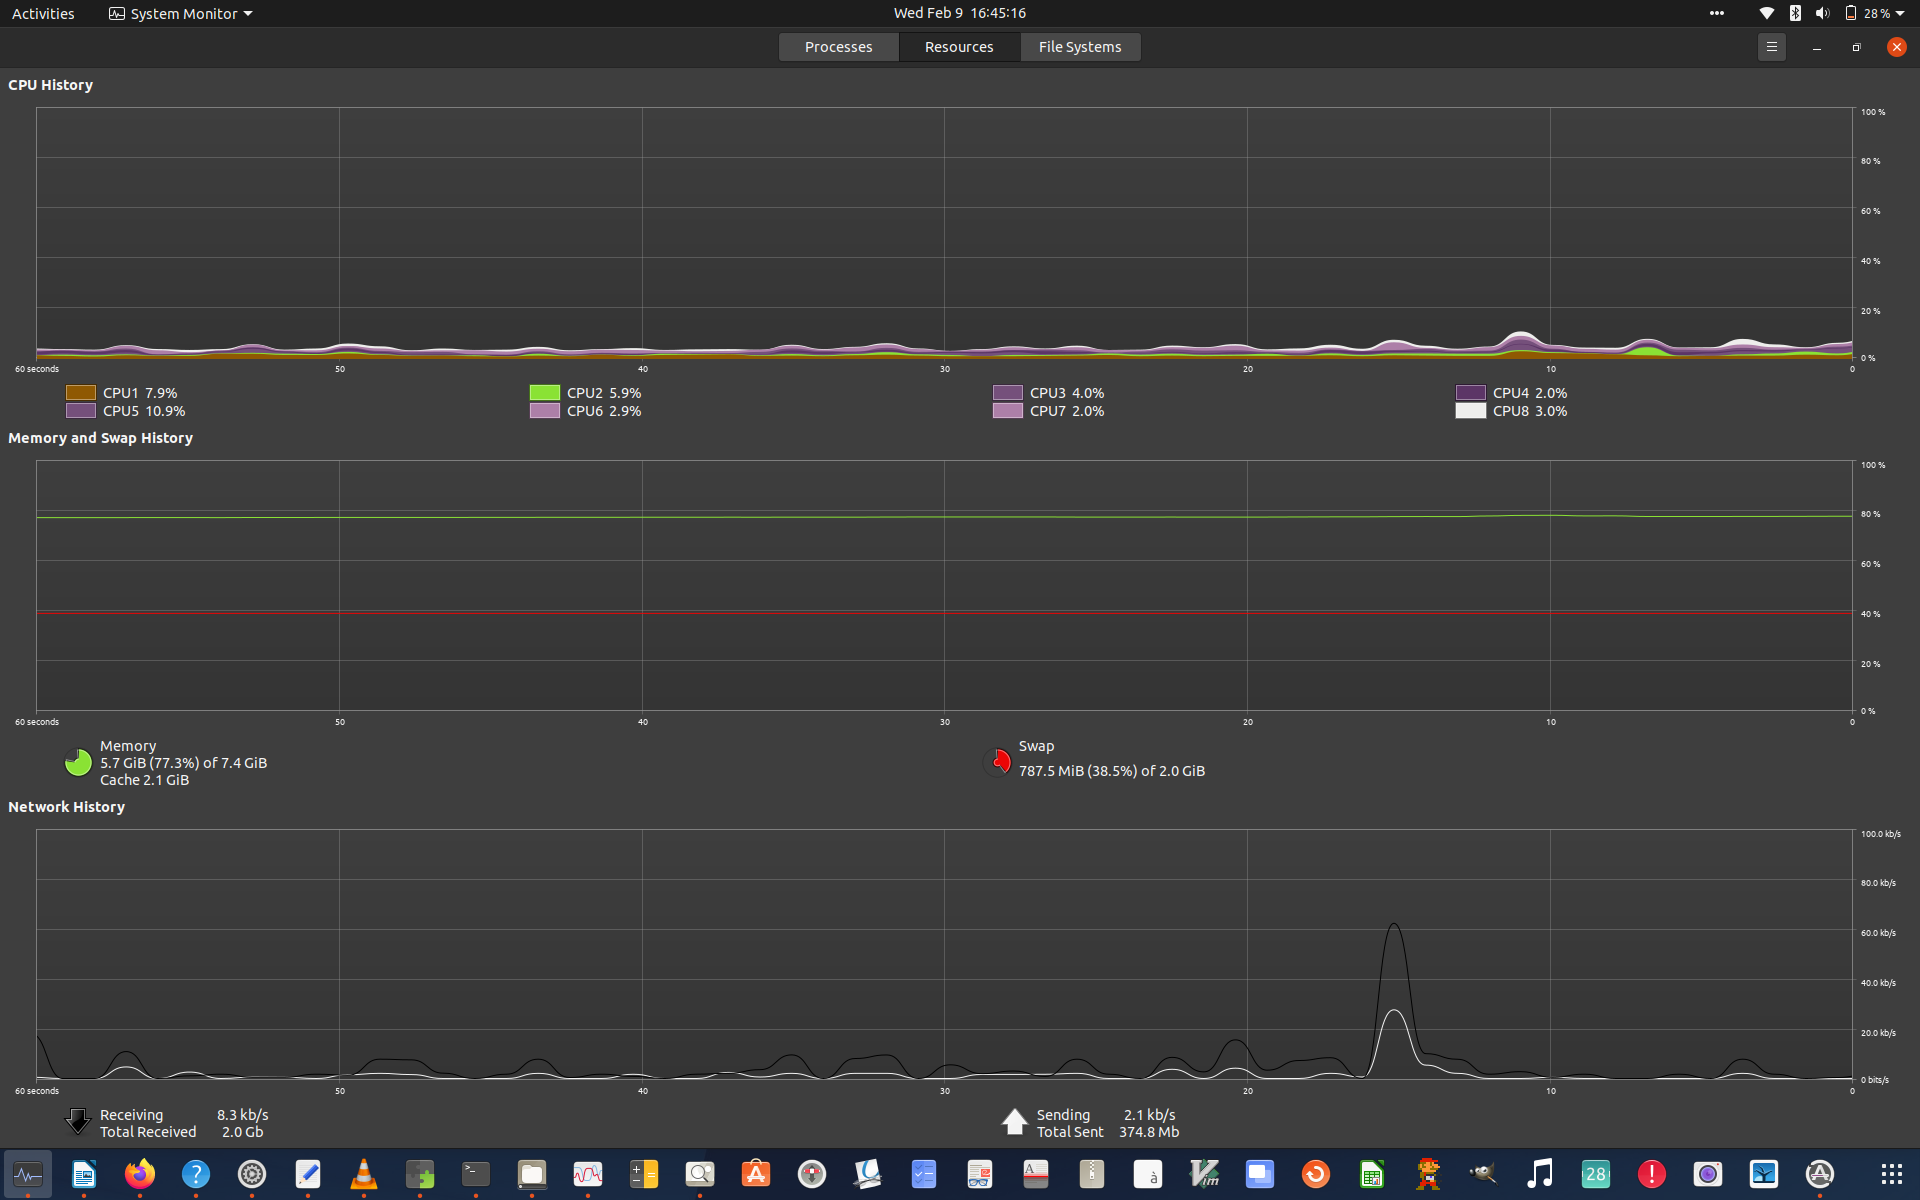 Activities System Monitor Wed Feb 9 16:45:16 28 %
Processes Resources File Systems
CPU History
100 %
80 %
60 %
40 %
20 %
0 %
60 seconds 50 40 30 20 10 0
CPU1 7.9% CPU2 5.9% CPU3 4.0% CPU4 2.0%
CPU5 10.9% CPU6 2.9% CPU7 2.0% CPU8 3.0%
Memory and Swap History
100 %
80 %
60 %
40 %
20 %
0 %
60 seconds 50 40 30 20 10 0
Memory
5.7 GiB (77.3%) of 7.4 GiB
Cache 2.1 GiB
Swap
787.5 MiB (38.5%) of 2.0 GiB
Network History
100.0 kb/s
80.0 kb/s
60.0 kb/s
40.0 kb/s
20.0 kb/s
0 bits/s
60 seconds 50 40 30 20 10 0
Receiving 8.3 kb/s
Total Received 2.0 Gb
Sending 2.1 kb/s
Total Sent 374.8 Mb
? >_ A à Vim 28 !